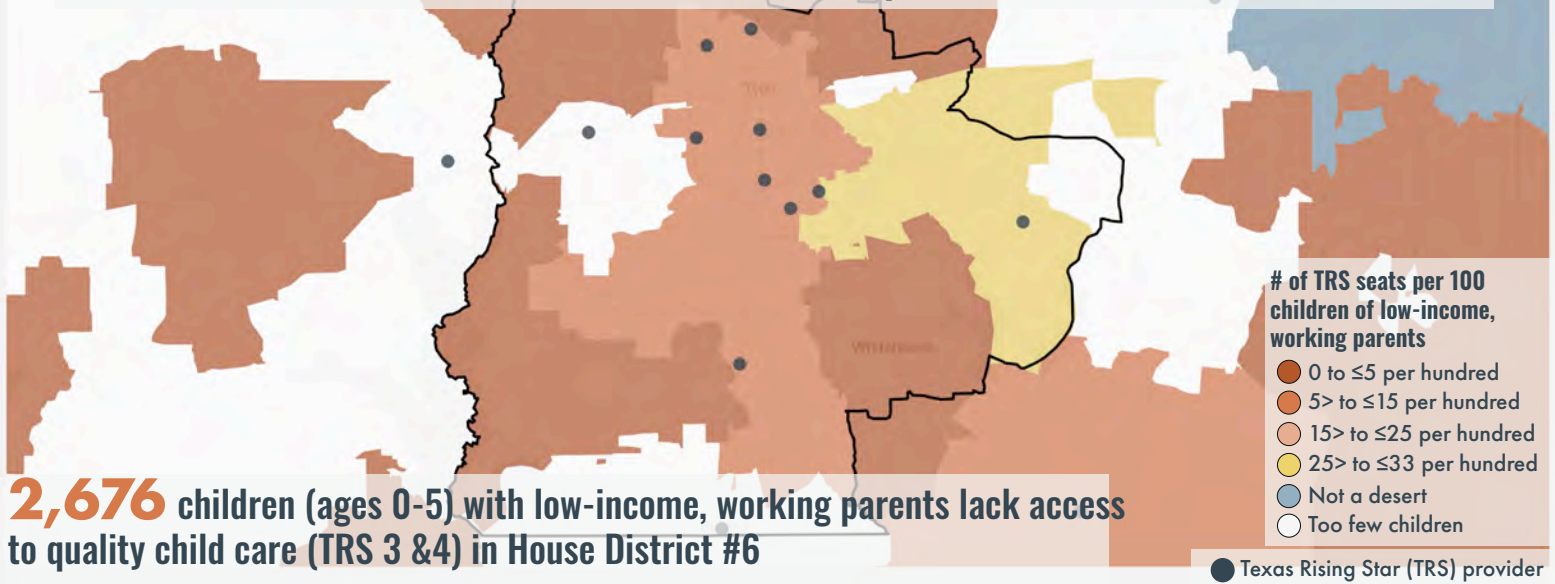 Tyler
Whitehouse
# of TRS seats per 100
children of low-income,
working parents
0 to ≤5 per hundred
5> to ≤15 per hundred
15> to ≤25 per hundred
25> to ≤33 per hundred
Not a desert
Too few children
2,676 children (ages 0-5) with low-income, working parents lack access
to quality child care (TRS 3 &4) in House District #6
Texas Rising Star (TRS) provider